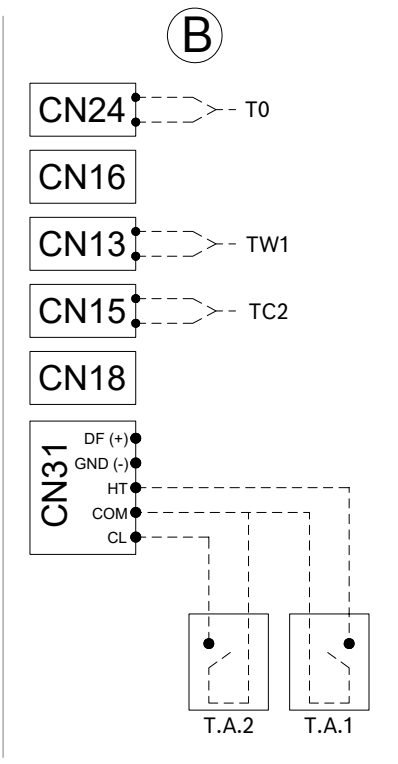 B
CN24
T0
CN16
CN13
TW1
CN15
TC2
CN18
CN31
DF (+)
GND (-)
HT
COM
CL
T.A.2
T.A.1